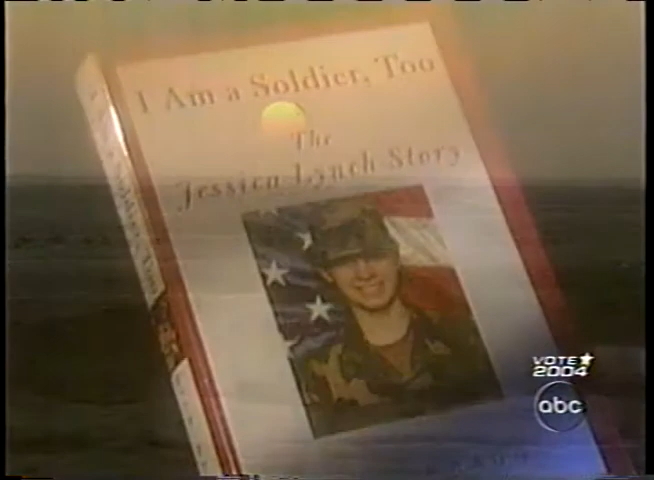 I Am a Soldier, Too
The
Jessica Lynch Story
VOTE
2004
abc